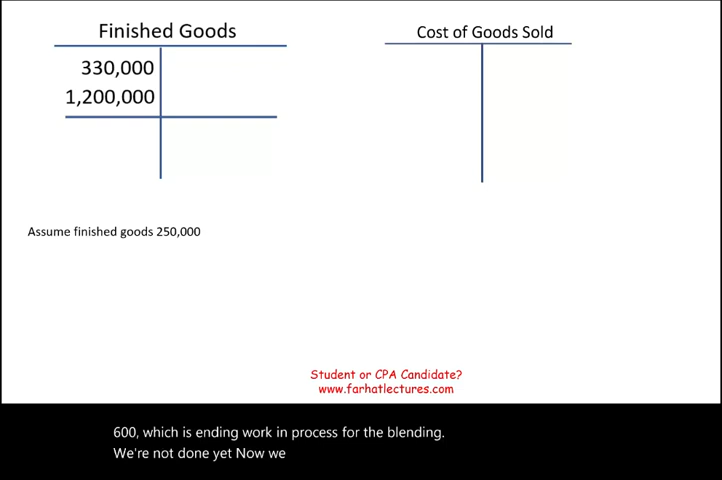 Finished Goods
Cost of Goods Sold
330,000
1,200,000
Assume finished goods 250,000
Student or CPA Candidate?
www.farhatlectures.com
600, which is ending work in process for the blending.
We're not done yet Now we